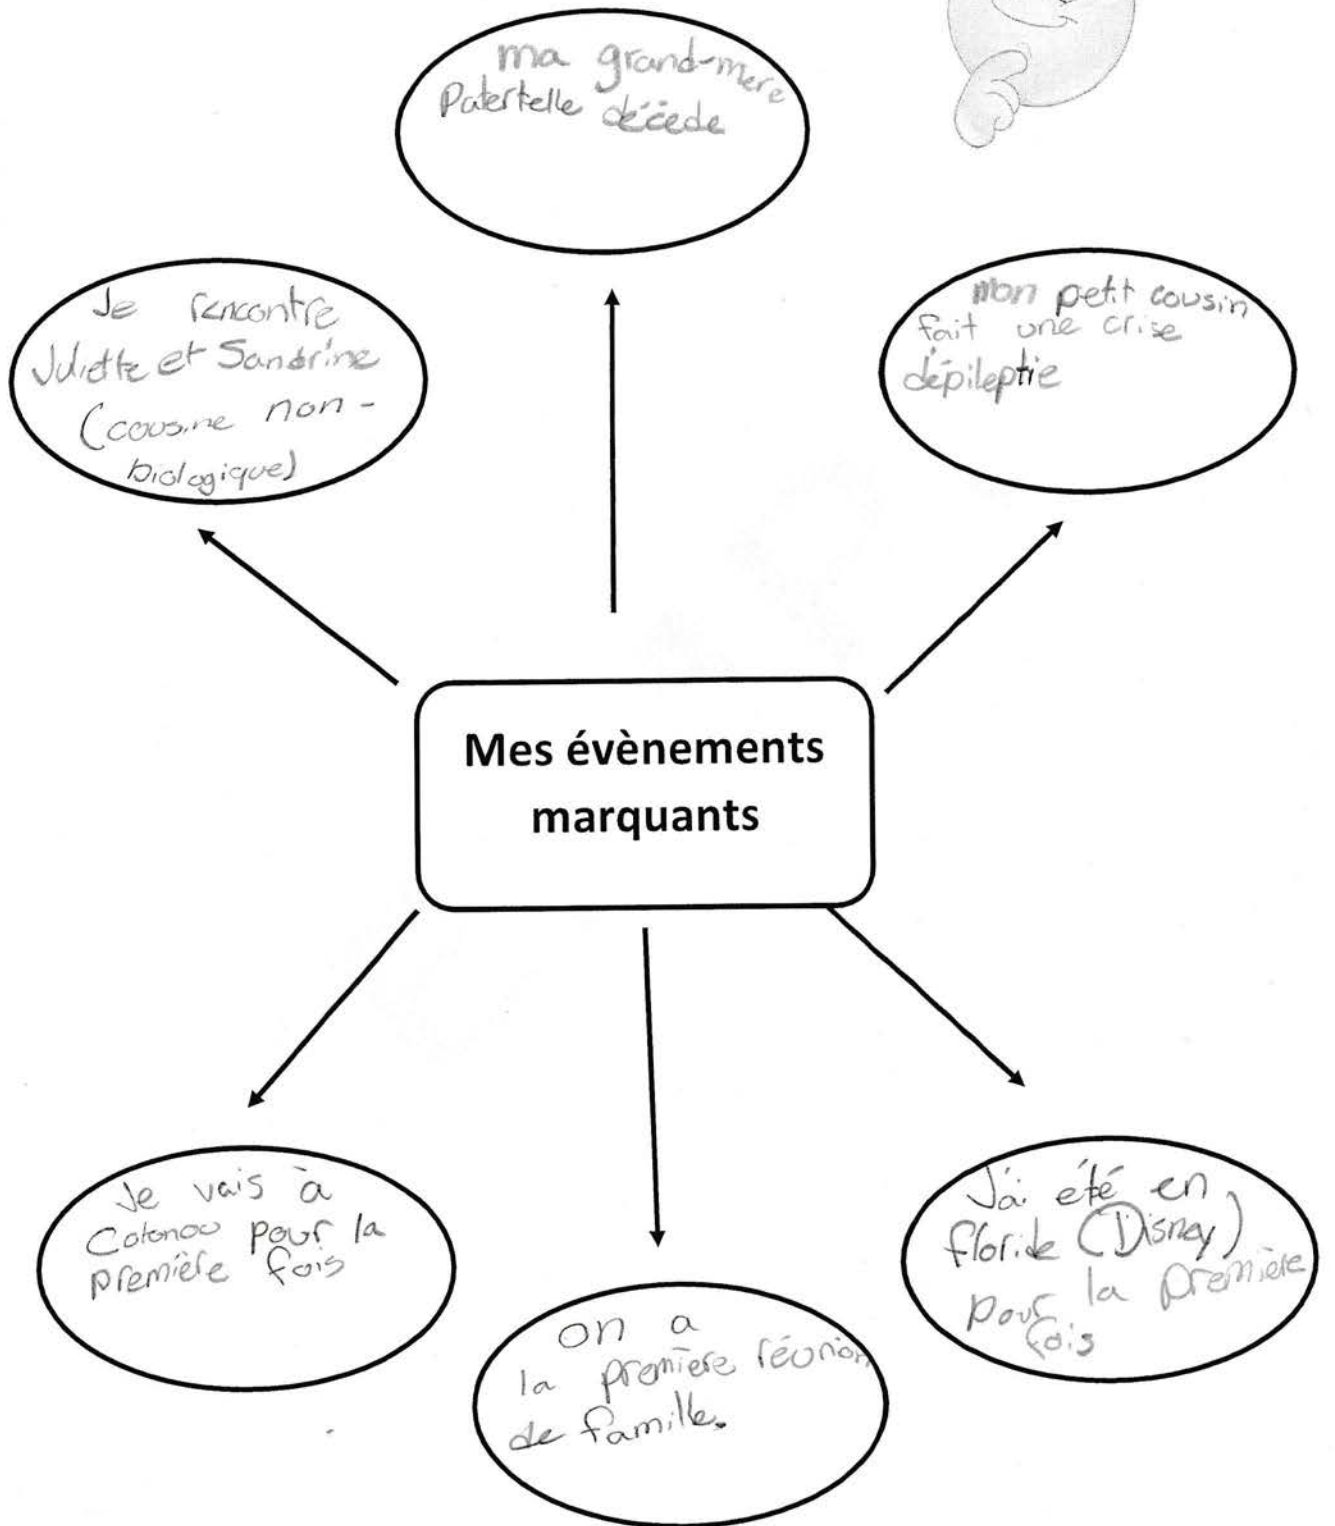 ma grand-mère
Patertelle décède
Je rencontre
Juliette et Sandrine
(cousine non-
biologique)
mon petit cousin
fait une crise
dépileptie
Mes évènements
marquants
Je vais à
Cotonou pour la
première fois
on a
la première réunion
de famille.
J'ai été en
floride (Disney)
pour la première
fois